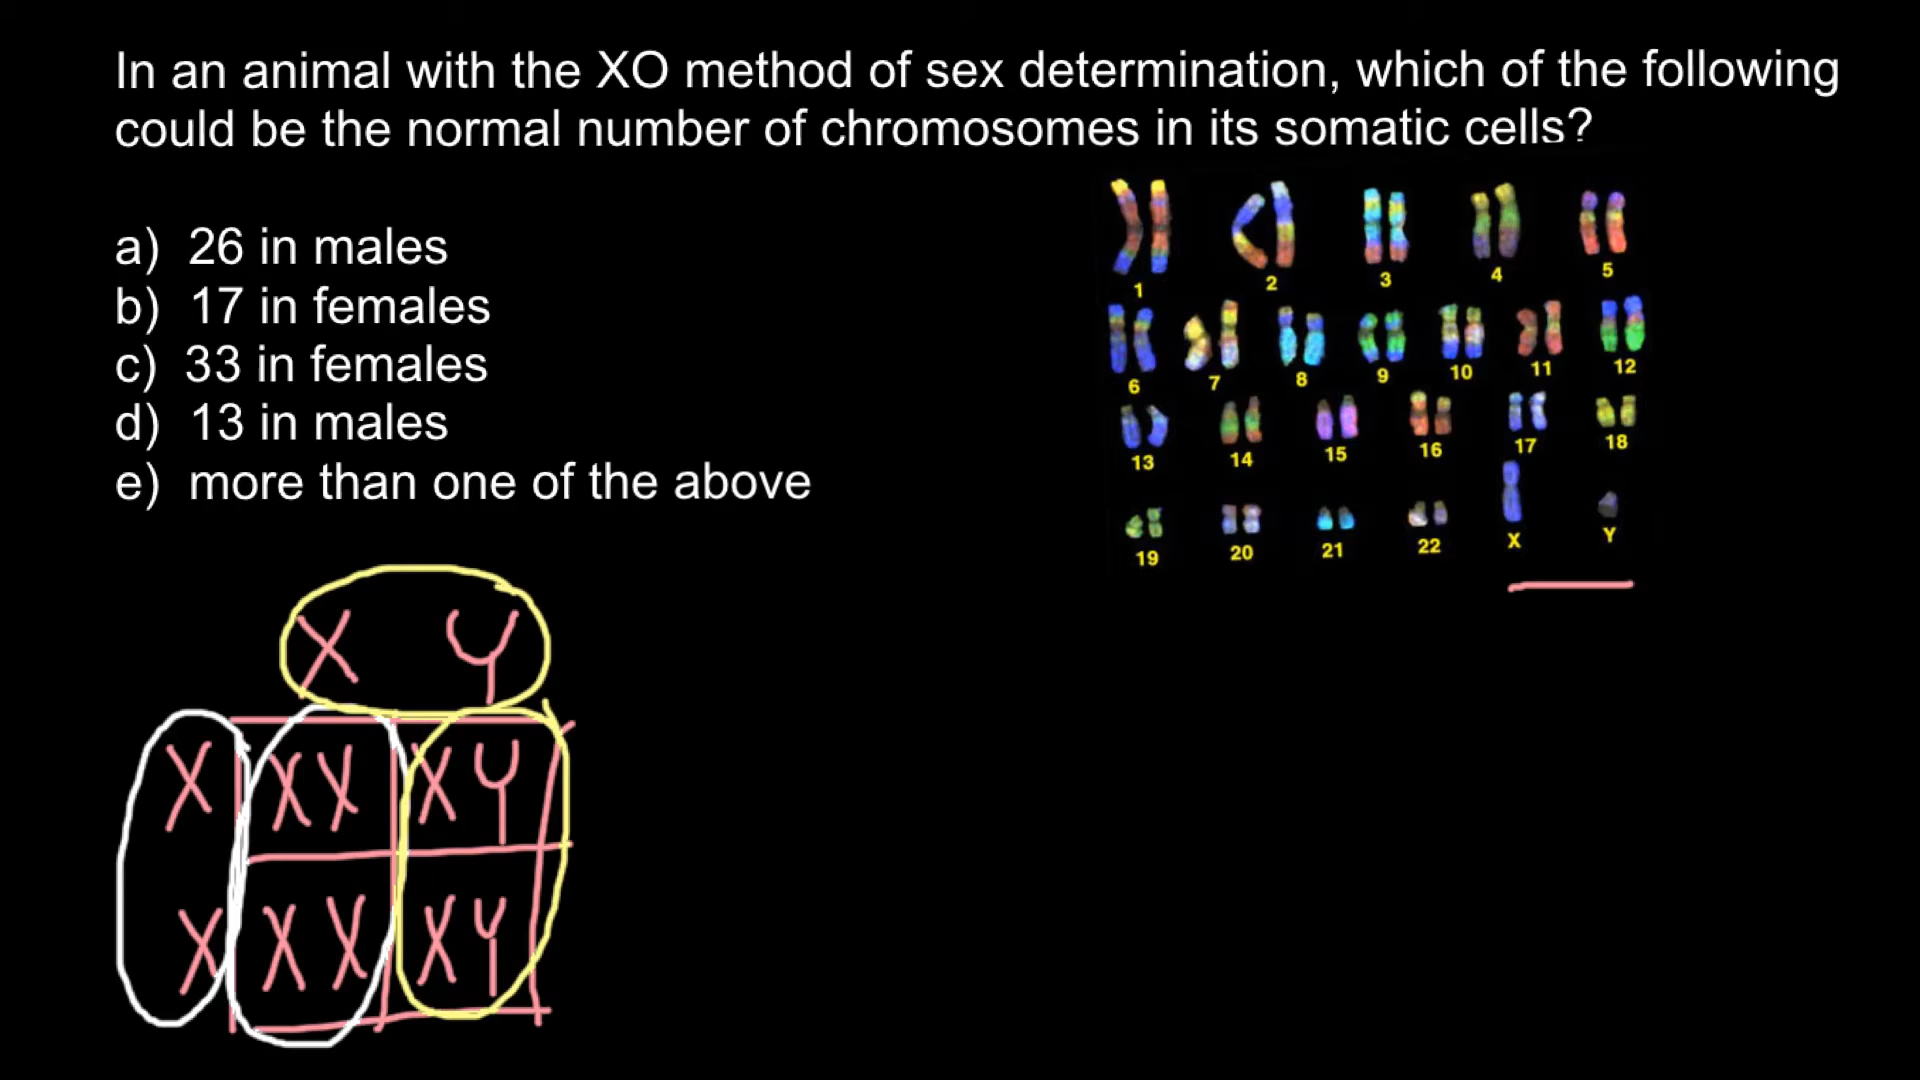 In an animal with the XO method of sex determination, which of the following
could be the normal number of chromosomes in its somatic cells?
a) 26 in males
b) 17 in females
c) 33 in females
d) 13 in males
e) more than one of the above
1 2 3 4 5
6 7 8 9 10 11 12
13 14 15 16 17 18
19 20 21 22 X Y
X Y
X XX XY
X XX XY